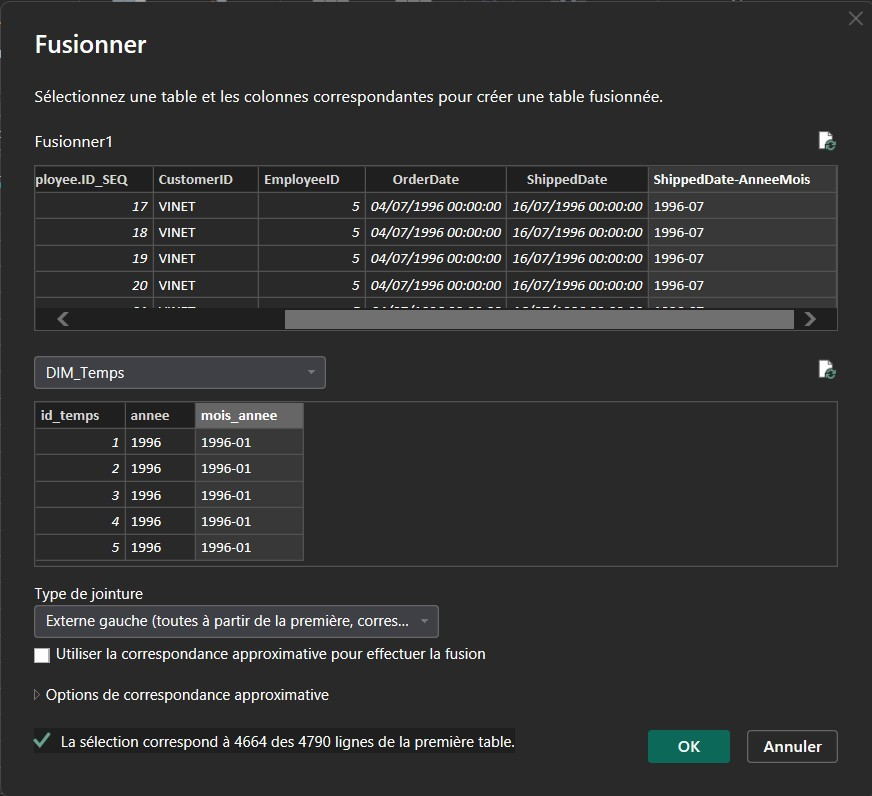 Fusionner
Sélectionnez une table et les colonnes correspondantes pour créer une table fusionnée.
Fusionner1
ployee.ID_SEQ CustomerID EmployeeID OrderDate ShippedDate ShippedDate-AnneeMois
17 VINET 5 04/07/1996 00:00:00 16/07/1996 00:00:00 1996-07
18 VINET 5 04/07/1996 00:00:00 16/07/1996 00:00:00 1996-07
19 VINET 5 04/07/1996 00:00:00 16/07/1996 00:00:00 1996-07
20 VINET 5 04/07/1996 00:00:00 16/07/1996 00:00:00 1996-07
DIM_Temps
id_temps annee mois_annee
1 1996 1996-01
2 1996 1996-01
3 1996 1996-01
4 1996 1996-01
5 1996 1996-01
Type de jointure
Externe gauche (toutes à partir de la première, corres...
Utiliser la correspondance approximative pour effectuer la fusion
Options de correspondance approximative
La sélection correspond à 4664 des 4790 lignes de la première table.
OK Annuler